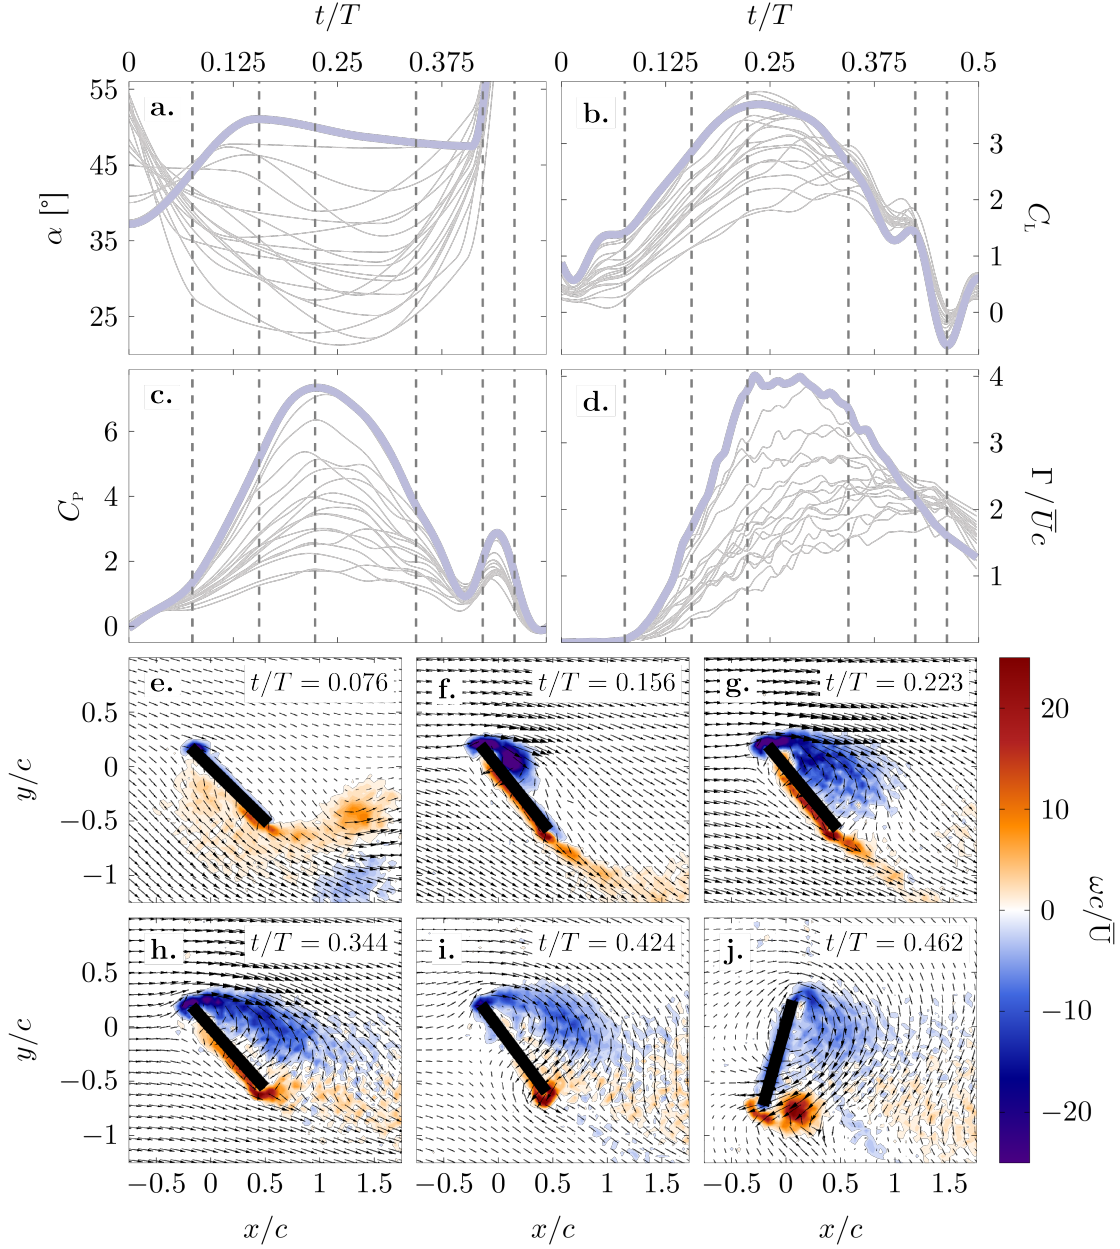 t/T t/T
0 0.125 0.25 0.375 0 0.125 0.25 0.375 0.5
a. b.
55
45
35
25
α [°]
3
2
1
0
C_L
c. d.
6
4
2
0
C_P
4
3
2
1
Γ / U̅c
e. t/T = 0.076 f. t/T = 0.156 g. t/T = 0.223
0.5
0
−0.5
−1
y/c
h. t/T = 0.344 i. t/T = 0.424 j. t/T = 0.462
0.5
0
−0.5
−1
y/c
20
10
0
−10
−20
ωc/U̅
−0.5 0 0.5 1 1.5 −0.5 0 0.5 1 1.5 −0.5 0 0.5 1 1.5
x/c x/c x/c